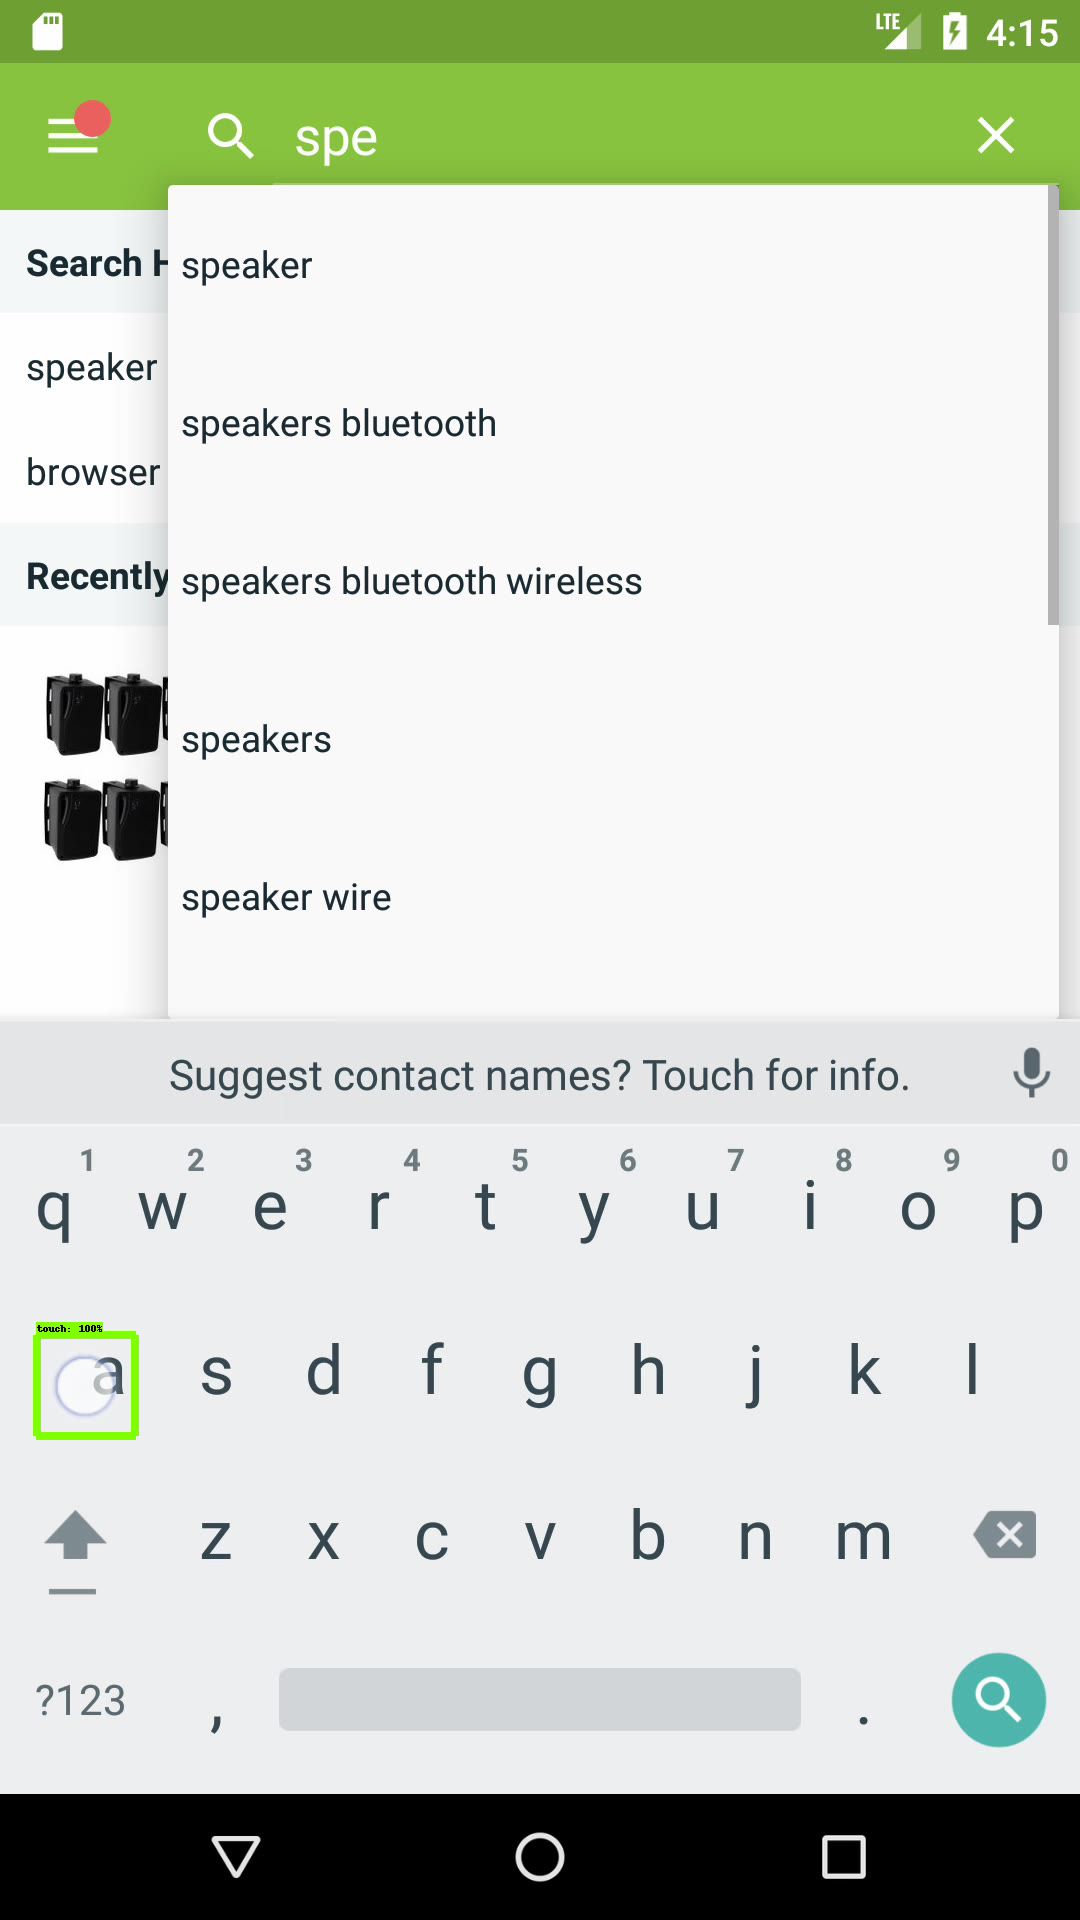 LTE 4:15
spe
Search H
speaker
speaker
browser
speakers bluetooth
Recently
speakers bluetooth wireless
speakers
speaker wire
Suggest contact names? Touch for info.
1 2 3 4 5 6 7 8 9 0
q w e r t y u i o p
touch: 100%
a s d f g h j k l
z x c v b n m
?123 , .